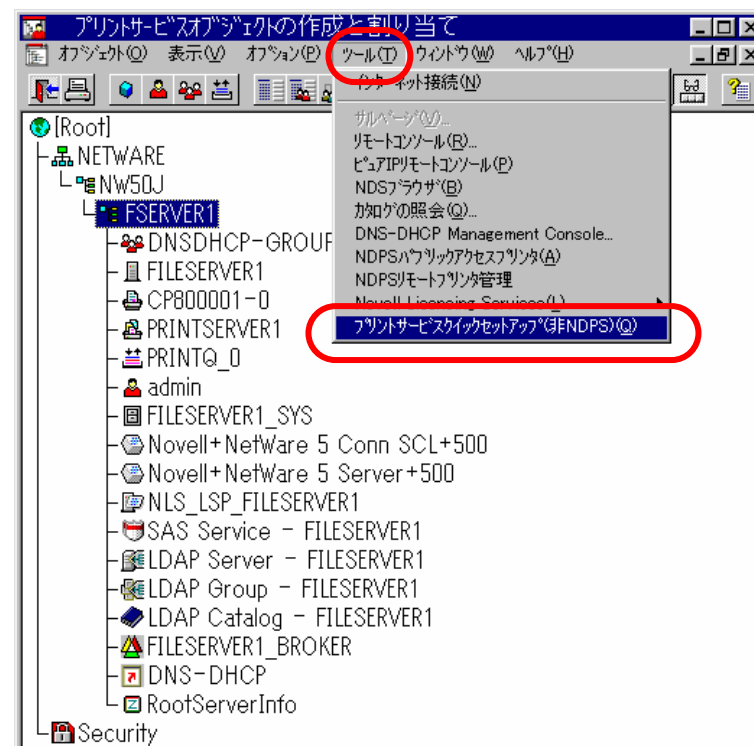 プリントサービスオブジェクトの作成と割り当て
オブジェクト(O) 表示(V) オプション(P) ツール(T) ウィンドウ(W) ヘルプ(H)
インターネット接続(N)
サルベージ(V)...
リモートコンソール(R)...
ピュアIPリモートコンソール(P)
NDSブラウザ(B)
カタログの照会(Q)...
DNS-DHCP Management Console...
NDPSパブリックアクセスプリンタ(A)
NDPSリモートプリンタ管理
Novell Licensing Services(L)
プリントサービスクイックセットアップ(非NDPS)(Q)
[Root]
NETWARE
NW50J
FSERVER1
DNSDHCP-GROUP
FILESERVER1
CP800001-0
PRINTSERVER1
PRINTQ_0
admin
FILESERVER1_SYS
Novell+NetWare 5 Conn SCL+500
Novell+NetWare 5 Server+500
NLS_LSP_FILESERVER1
SAS Service - FILESERVER1
LDAP Server - FILESERVER1
LDAP Group - FILESERVER1
LDAP Catalog - FILESERVER1
FILESERVER1_BROKER
DNS-DHCP
RootServerInfo
Security